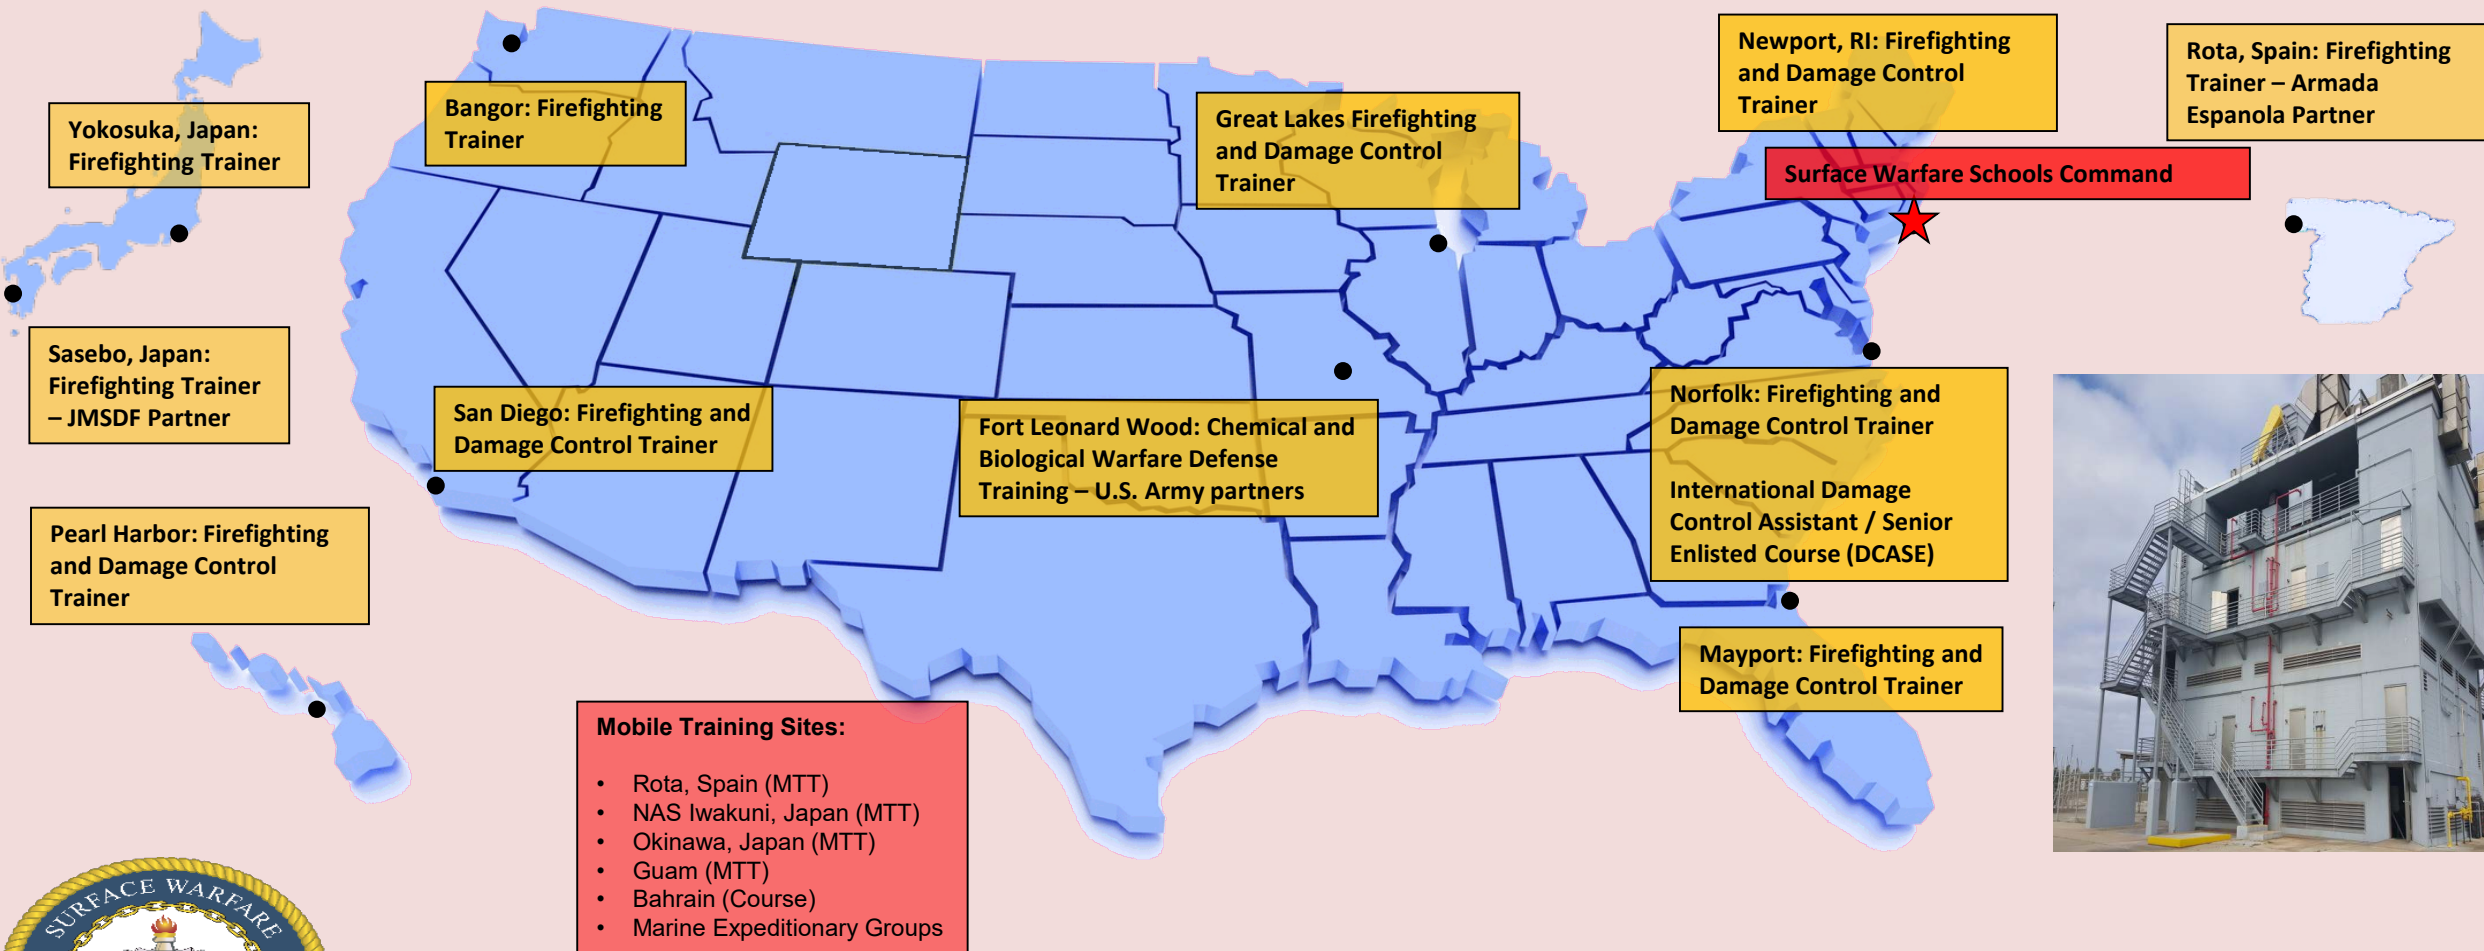 Yokosuka, Japan:
Firefighting Trainer
Bangor: Firefighting
Trainer
Great Lakes Firefighting
and Damage Control
Trainer
Newport, RI: Firefighting
and Damage Control
Trainer
Rota, Spain: Firefighting
Trainer – Armada
Espanola Partner
Surface Warfare Schools Command
Sasebo, Japan:
Firefighting Trainer
– JMSDF Partner
San Diego: Firefighting and
Damage Control Trainer
Fort Leonard Wood: Chemical and
Biological Warfare Defense
Training – U.S. Army partners
Norfolk: Firefighting and
Damage Control Trainer
International Damage
Control Assistant / Senior
Enlisted Course (DCASE)
Pearl Harbor: Firefighting
and Damage Control
Trainer
Mayport: Firefighting and
Damage Control Trainer
Mobile Training Sites:
• Rota, Spain (MTT)
• NAS Iwakuni, Japan (MTT)
• Okinawa, Japan (MTT)
• Guam (MTT)
• Bahrain (Course)
• Marine Expeditionary Groups
SURFACE WARFARE